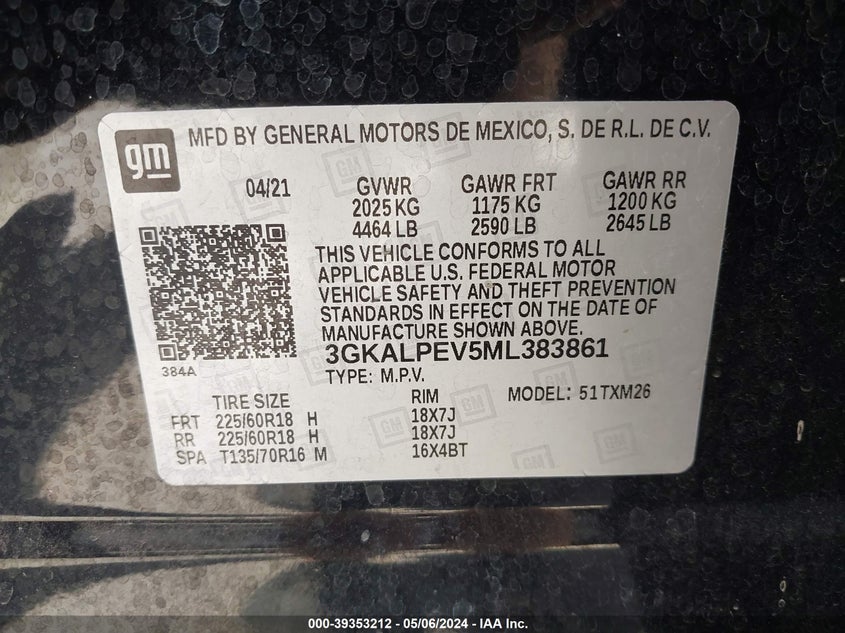 gm
MFD BY GENERAL MOTORS DE MEXICO, S. DE R.L. DE C.V.
04/21 GVWR GAWR FRT GAWR RR
2025 KG 1175 KG 1200 KG
4464 LB 2590 LB 2645 LB
THIS VEHICLE CONFORMS TO ALL
APPLICABLE U.S. FEDERAL MOTOR
VEHICLE SAFETY AND THEFT PREVENTION
STANDARDS IN EFFECT ON THE DATE OF
MANUFACTURE SHOWN ABOVE.
3GKALPEV5ML383861
384A
TYPE: M.P.V.
TIRE SIZE RIM MODEL: 51TXM26
FRT 225/60R18 H 18X7J
RR 225/60R18 H 18X7J
SPA T135/70R16 M 16X4BT
000-39353212 - 05/06/2024 - IAA Inc.